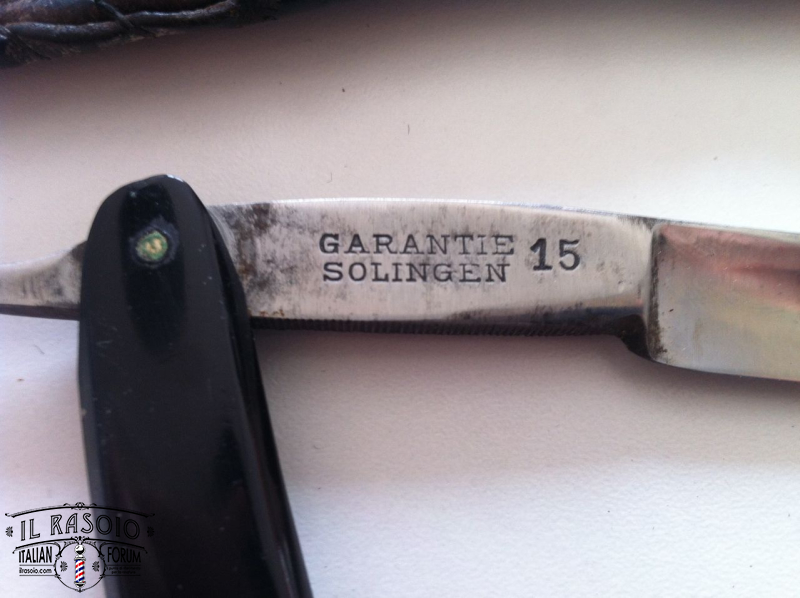 GARANTIE 15
SOLINGEN
IL RASOIO
ITALIAN FORUM
ilrasoio.com